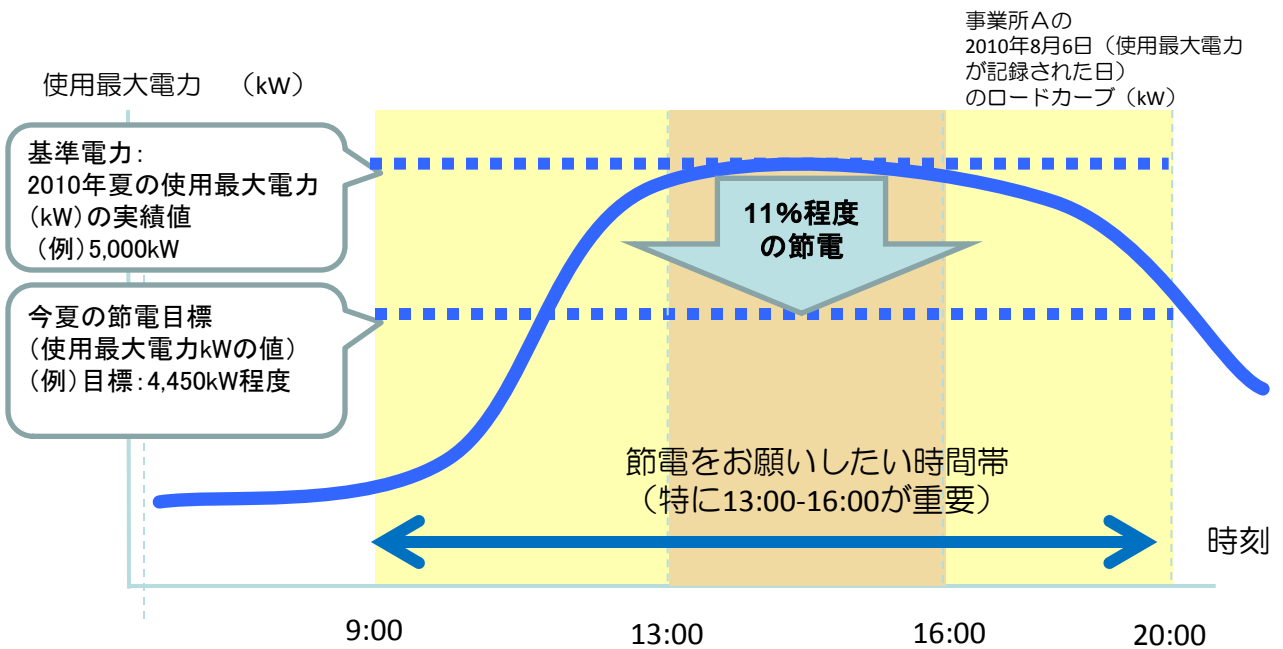 事業所Aの
2010年8月6日（使用最大電力
が記録された日）
のロードカーブ（kW）
使用最大電力　（kW）
基準電力：
2010年夏の使用最大電力
（kW）の実績値
（例）5,000kW
11%程度
の節電
今夏の節電目標
（使用最大電力kWの値）
（例）目標：4,450kW程度
節電をお願いしたい時間帯
（特に13:00-16:00が重要）
時刻
9:00
13:00
16:00
20:00